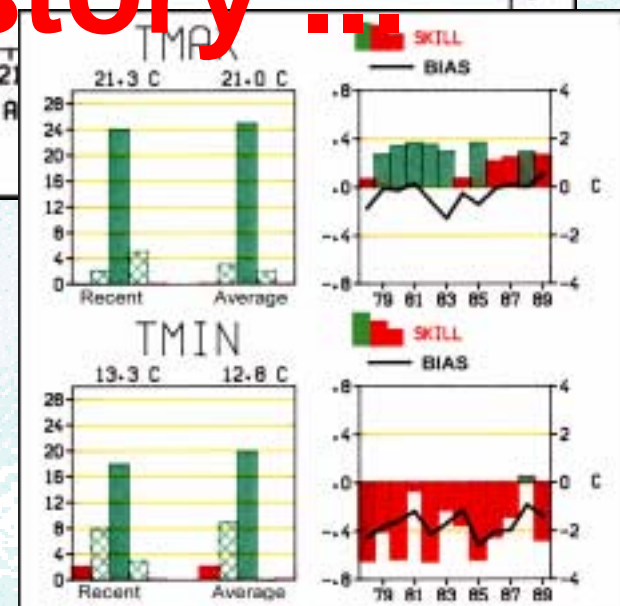 story ...
TMAX
21.3 C 21.0 C
28
24
20
16
12
8
4
0
Recent Average
SKILL
BIAS
.8
.4
.0
-.4
-.8
4
2
0 C
-2
-4
79 81 83 85 87 89
TMIN
13.3 C 12.8 C
28
24
20
16
12
8
4
0
Recent Average
SKILL
BIAS
.8
.4
.0
-.4
-.8
4
2
0 C
-2
-4
79 81 83 85 87 89